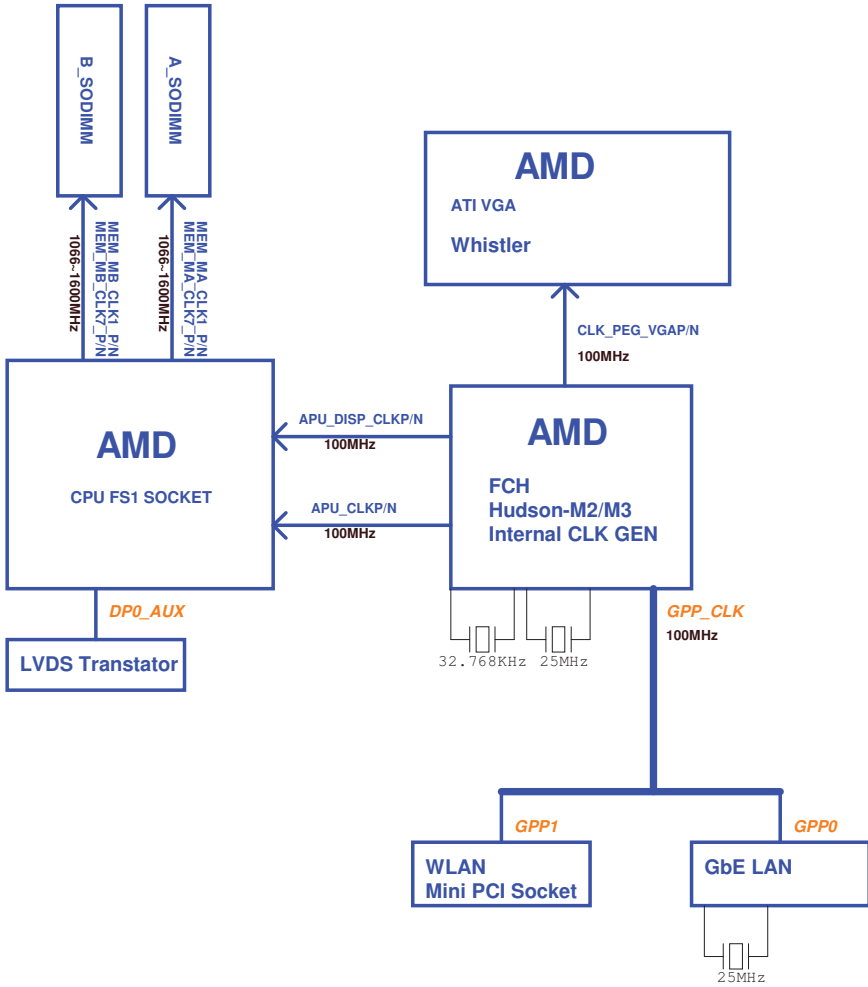 B_SODIMM
A_SODIMM
MEM_MB_CLK1_P/N
MEM_MB_CLK7_P/N
1066~1600MHz
MEM_MA_CLK1_P/N
MEM_MA_CLK7_P/N
1066~1600MHz
AMD
ATI VGA
Whistler
CLK_PEG_VGAP/N
100MHz
AMD
CPU FS1 SOCKET
APU_DISP_CLKP/N
100MHz
APU_CLKP/N
100MHz
AMD
FCH
Hudson-M2/M3
Internal CLK GEN
DP0_AUX
LVDS Transtator
32.768KHz
25MHz
GPP_CLK
100MHz
GPP1
WLAN
Mini PCI Socket
GPP0
GbE LAN
25MHz